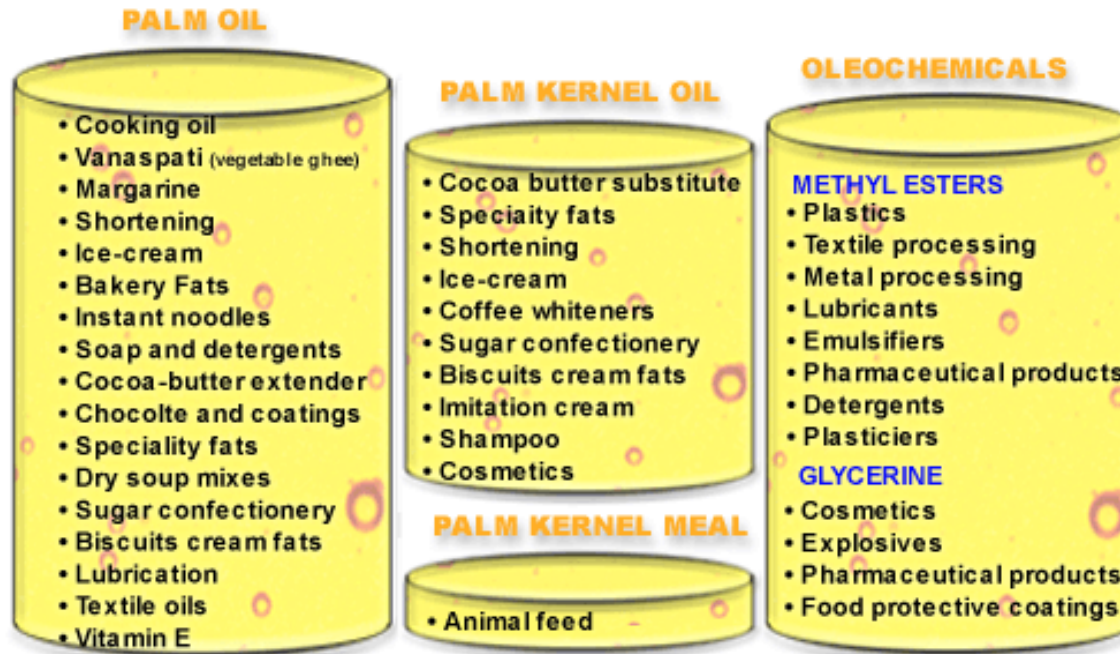 PALM OIL
• Cooking oil
• Vanaspati (vegetable ghee)
• Margarine
• Shortening
• Ice-cream
• Bakery Fats
• Instant noodles
• Soap and detergents
• Cocoa-butter extender
• Chocolte and coatings
• Speciality fats
• Dry soup mixes
• Sugar confectionery
• Biscuits cream fats
• Lubrication
• Textile oils
• Vitamin E
PALM KERNEL OIL
• Cocoa butter substitute
• Speciaity fats
• Shortening
• Ice-cream
• Coffee whiteners
• Sugar confectionery
• Biscuits cream fats
• Imitation cream
• Shampoo
• Cosmetics
PALM KERNEL MEAL
• Animal feed
OLEOCHEMICALS
METHYL ESTERS
• Plastics
• Textile processing
• Metal processing
• Lubricants
• Emulsifiers
• Pharmaceutical products
• Detergents
• Plasticiers
GLYCERINE
• Cosmetics
• Explosives
• Pharmaceutical products
• Food protective coatings